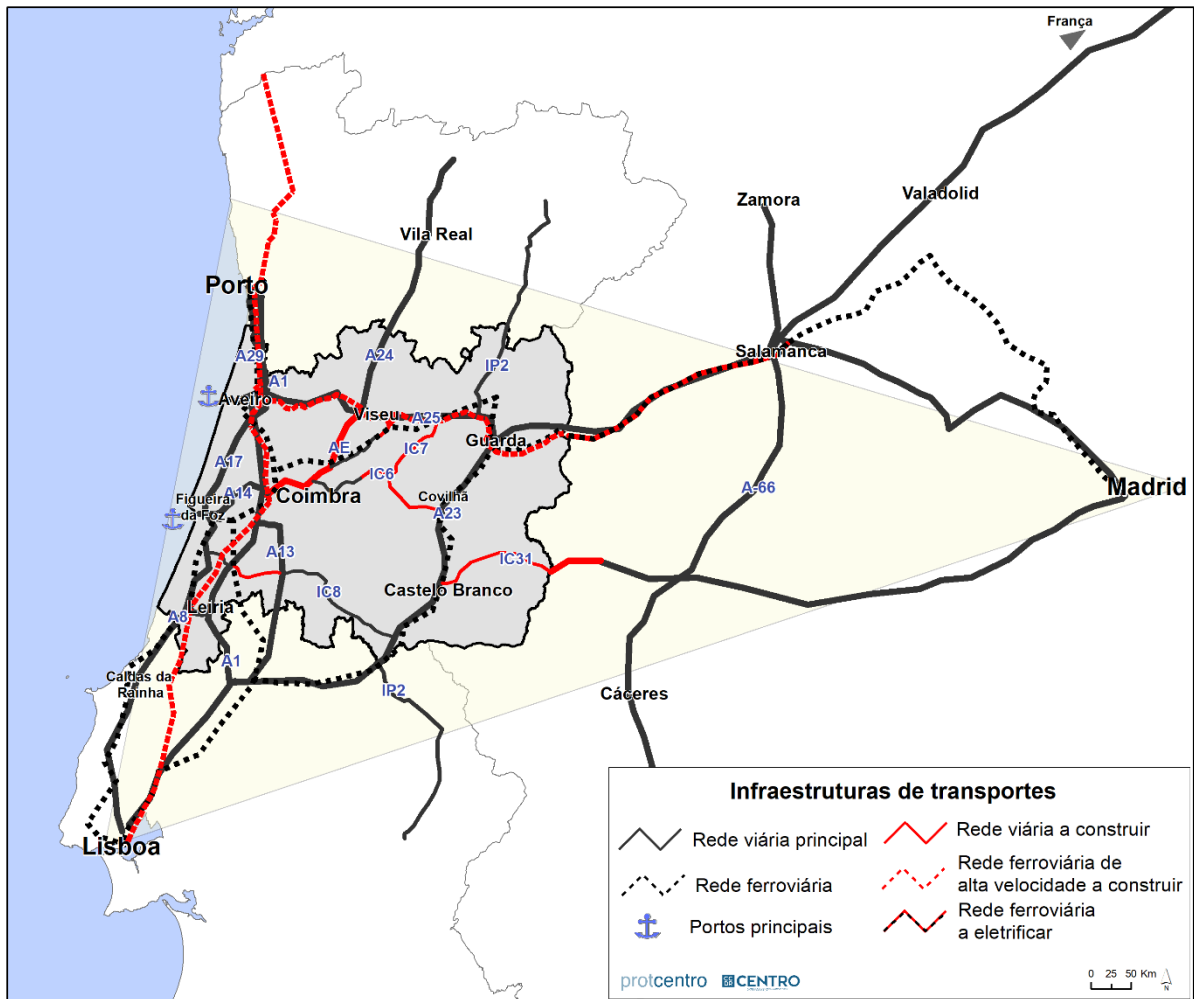 França
Valadolid
Zamora
Vila Real
Porto
A29
A24
IP2
Salamanca
A1
Aveiro
Viseu
A25
Guarda
AE
IC7
A17
IC6
Madrid
A-66
A14
Coimbra
Covilhã
Figueira
da Foz
A23
A13
IC31
IC8
Castelo Branco
Leiria
A8
A1
Caldas da
Rainha
IP2
Cáceres
Lisboa
Infraestruturas de transportes
Rede viária principal
Rede viária a construir
Rede ferroviária
Rede ferroviária de
alta velocidade a construir
Portos principais
Rede ferroviária
a eletrificar
protcentro
CENTRO
0 25 50 Km
N